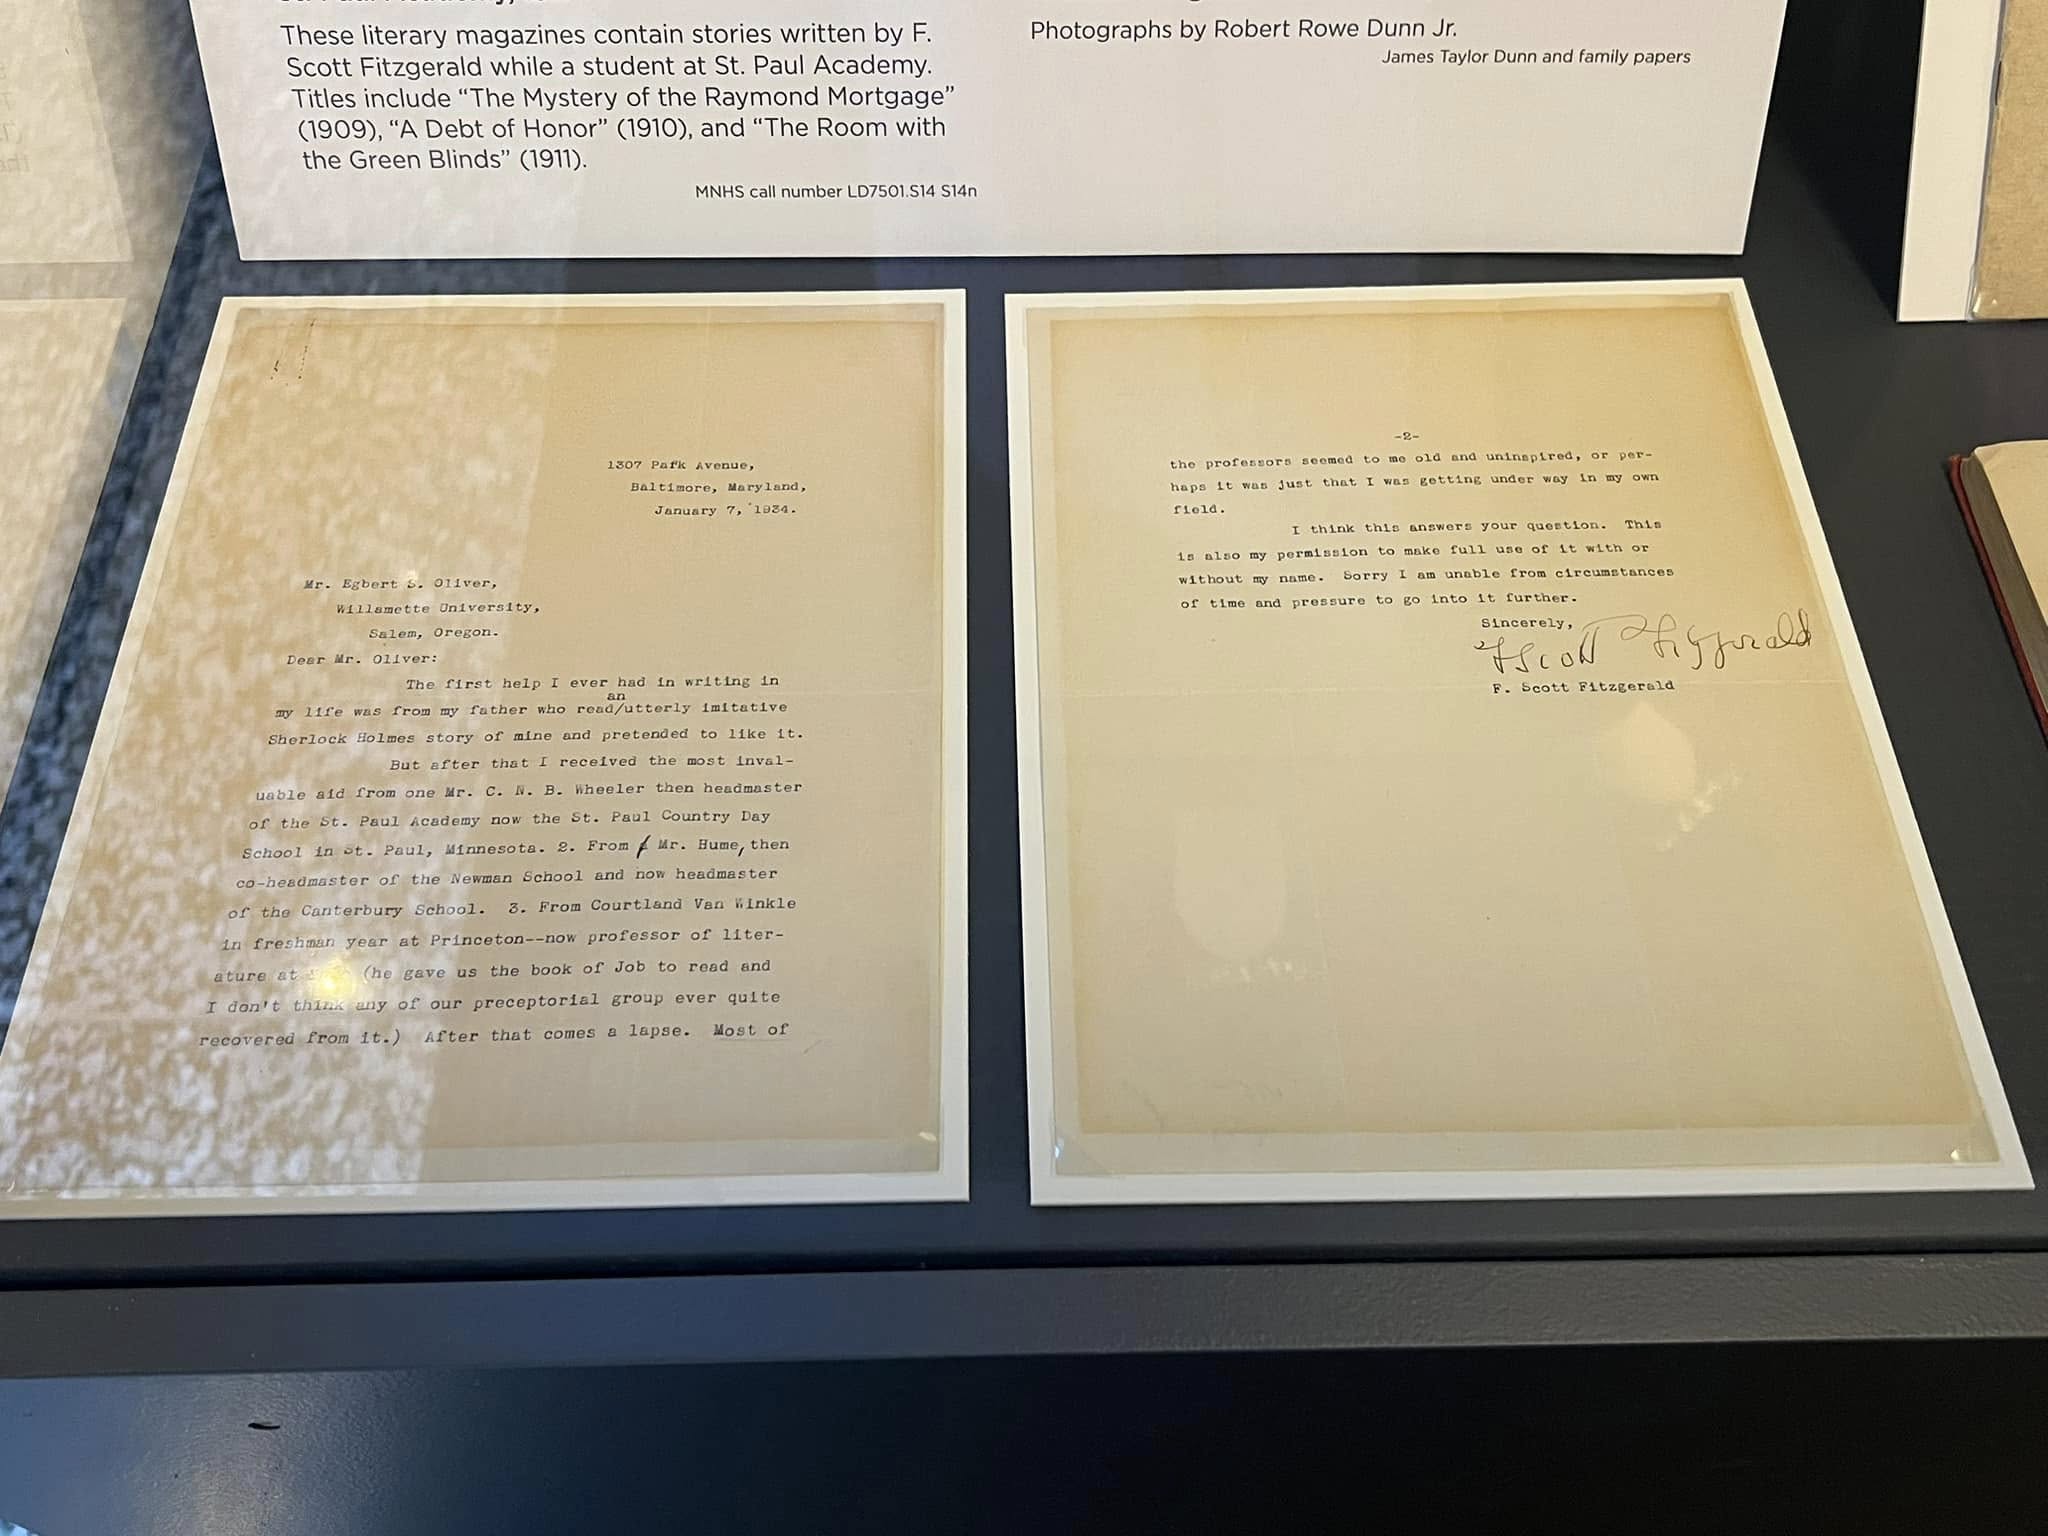 These literary magazines contain stories written by F.
Scott Fitzgerald while a student at St. Paul Academy.
Titles include “The Mystery of the Raymond Mortgage”
(1909), “A Debt of Honor” (1910), and “The Room with
the Green Blinds” (1911).
MNHS call number LD7501.S14 S14n
Photographs by Robert Rowe Dunn Jr.
James Taylor Dunn and family papers
1307 Park Avenue,
Baltimore, Maryland,
January 7, 1934.
Mr. Egbert S. Oliver,
Willamette University,
Salem, Oregon.
Dear Mr. Oliver:
The first help I ever had in writing in
an
my life was from my father who read/utterly imitative
Sherlock Holmes story of mine and pretended to like it.
But after that I received the most inval-
uable aid from one Mr. C. N. B. Wheeler then headmaster
of the St. Paul Academy now the St. Paul Country Day
School in St. Paul, Minnesota. 2. From Mr. Hume, then
co-headmaster of the Newman School and now headmaster
of the Canterbury School. 3. From Courtland Van Winkle
in freshman year at Princeton--now professor of liter-
ature at (he gave us the book of Job to read and
I don't think any of our preceptorial group ever quite
recovered from it.) After that comes a lapse. Most of
-2-
the professors seemed to me old and uninspired, or per-
haps it was just that I was getting under way in my own
field.
I think this answers your question. This
is also my permission to make full use of it with or
without my name. Sorry I am unable from circumstances
of time and pressure to go into it further.
Sincerely,
F Scott Fitzgerald
F. Scott Fitzgerald